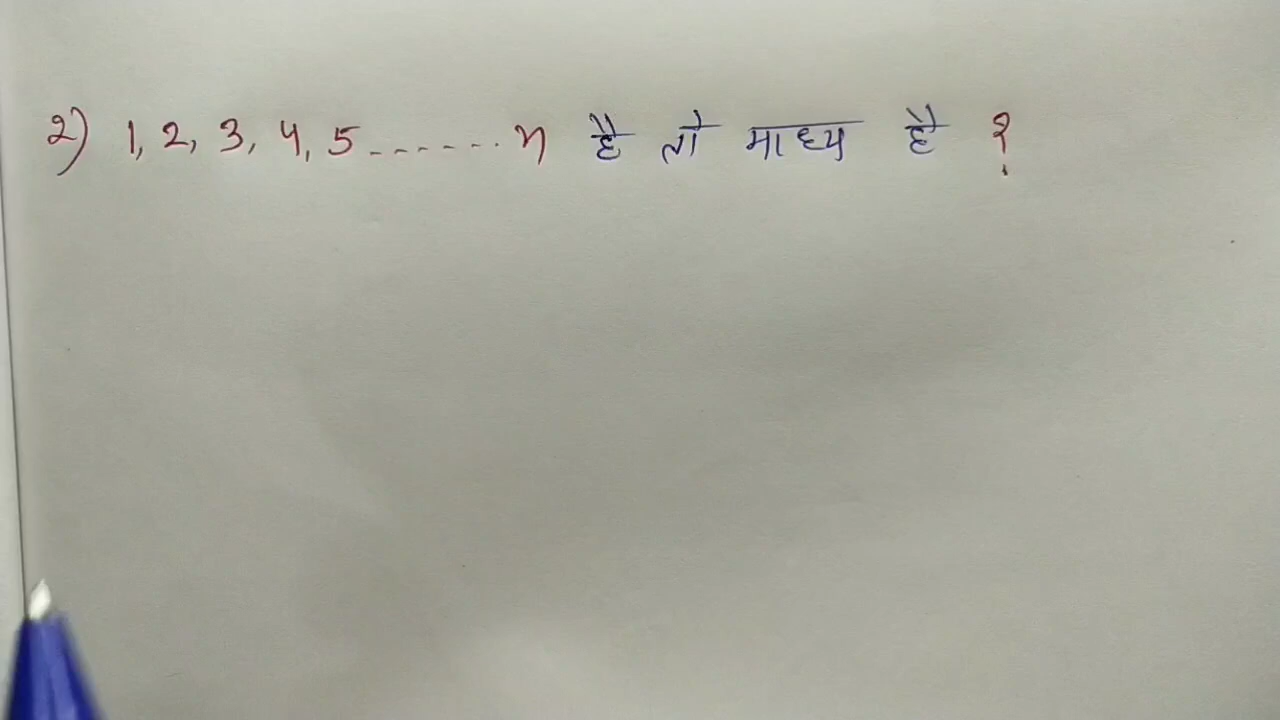 2) 1, 2, 3, 4, 5 - - - - - - . n है तो माध्य है ?